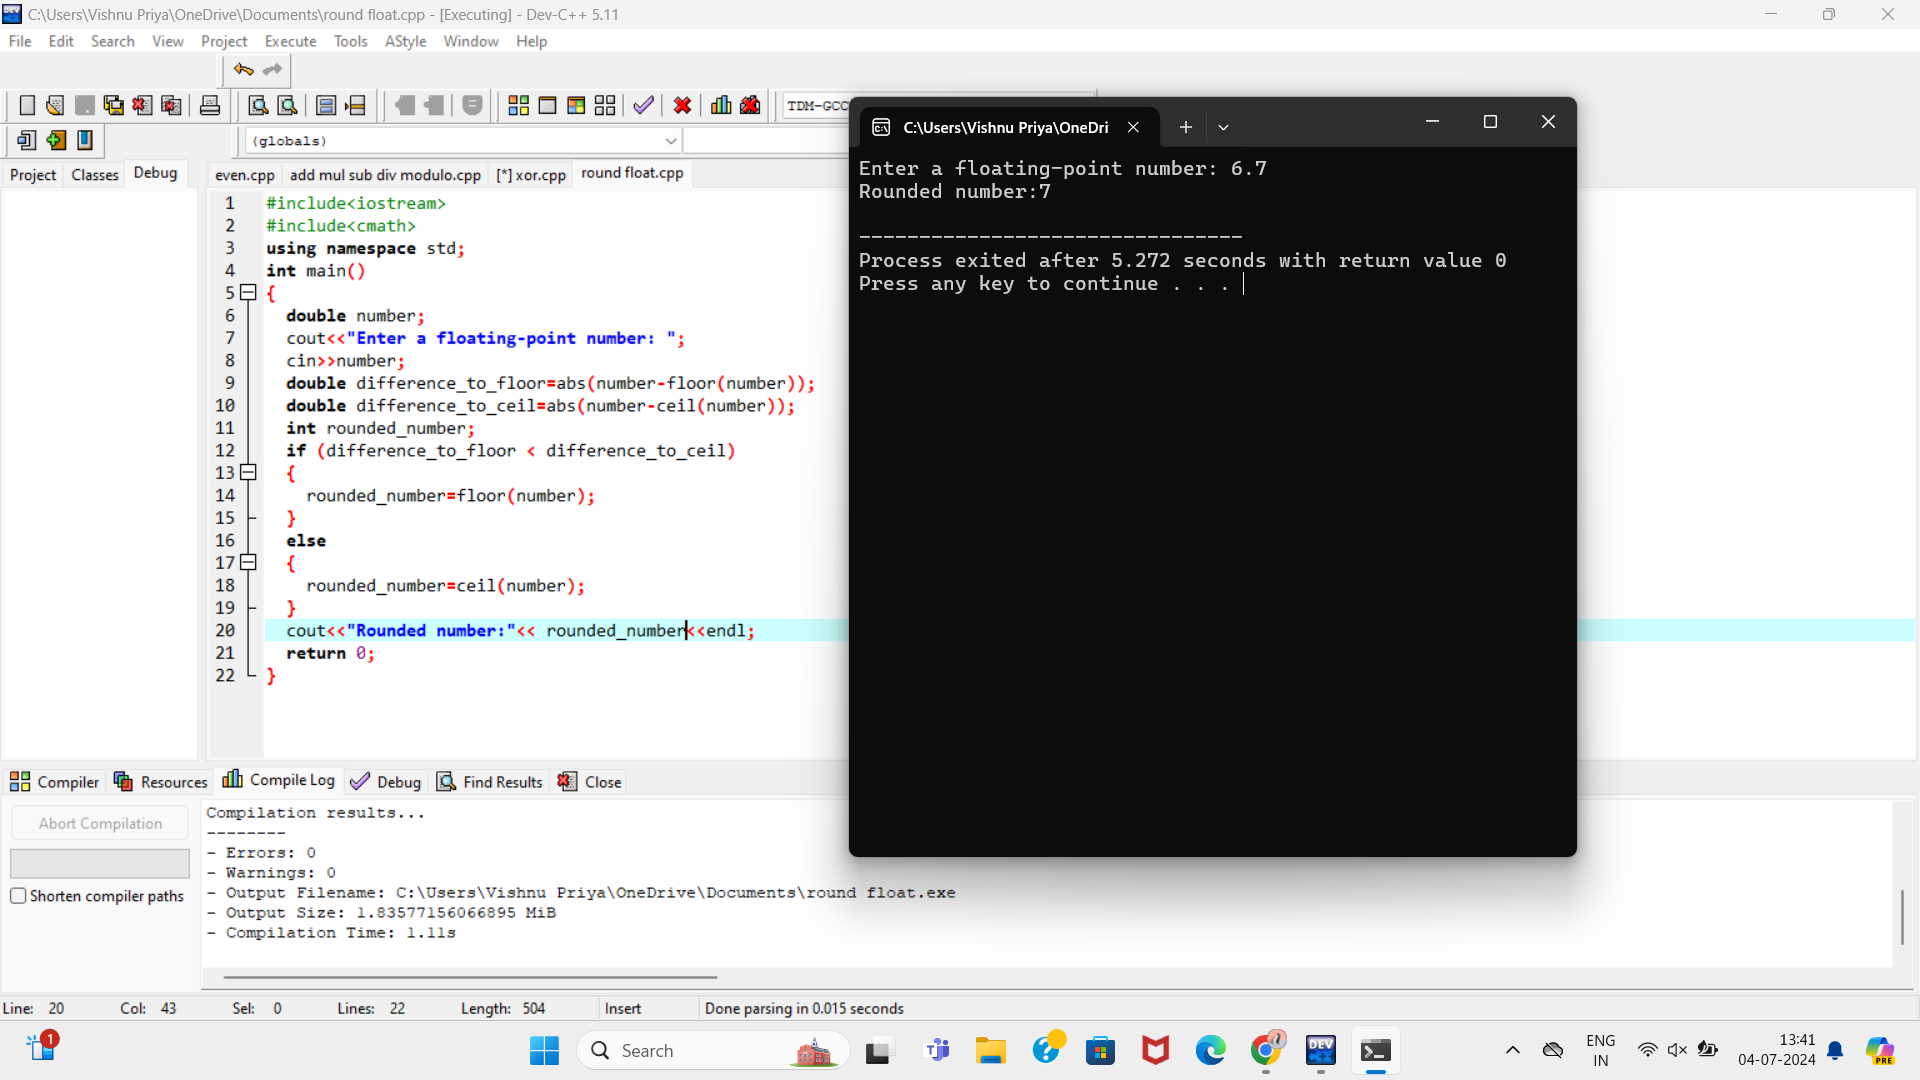 C:\Users\Vishnu Priya\OneDrive\Documents\round float.cpp - [Executing] - Dev-C++ 5.11
File Edit Search View Project Execute Tools AStyle Window Help
TDM-GCC
(globals)
Project Classes Debug
even.cpp add mul sub div modulo.cpp [*] xor.cpp round float.cpp
1 #include<iostream>
2 #include<cmath>
3 using namespace std;
4 int main()
5 {
6 double number;
7 cout<<"Enter a floating-point number: ";
8 cin>>number;
9 double difference_to_floor=abs(number-floor(number));
10 double difference_to_ceil=abs(number-ceil(number));
11 int rounded_number;
12 if (difference_to_floor < difference_to_ceil)
13 {
14 rounded_number=floor(number);
15 }
16 else
17 {
18 rounded_number=ceil(number);
19 }
20 cout<<"Rounded number:"<< rounded_number<<endl;
21 return 0;
22 }
C:\Users\Vishnu Priya\OneDri
Enter a floating-point number: 6.7
Rounded number:7
--------------------------------
Process exited after 5.272 seconds with return value 0
Press any key to continue . . .
Compiler Resources Compile Log Debug Find Results Close
Abort Compilation
Shorten compiler paths
Compilation results...
--------
- Errors: 0
- Warnings: 0
- Output Filename: C:\Users\Vishnu Priya\OneDrive\Documents\round float.exe
- Output Size: 1.83577156066895 MiB
- Compilation Time: 1.11s
Line: 20 Col: 43 Sel: 0 Lines: 22 Length: 504 Insert Done parsing in 0.015 seconds
1
Search
DEV
ENG
IN
13:41
04-07-2024
PRE